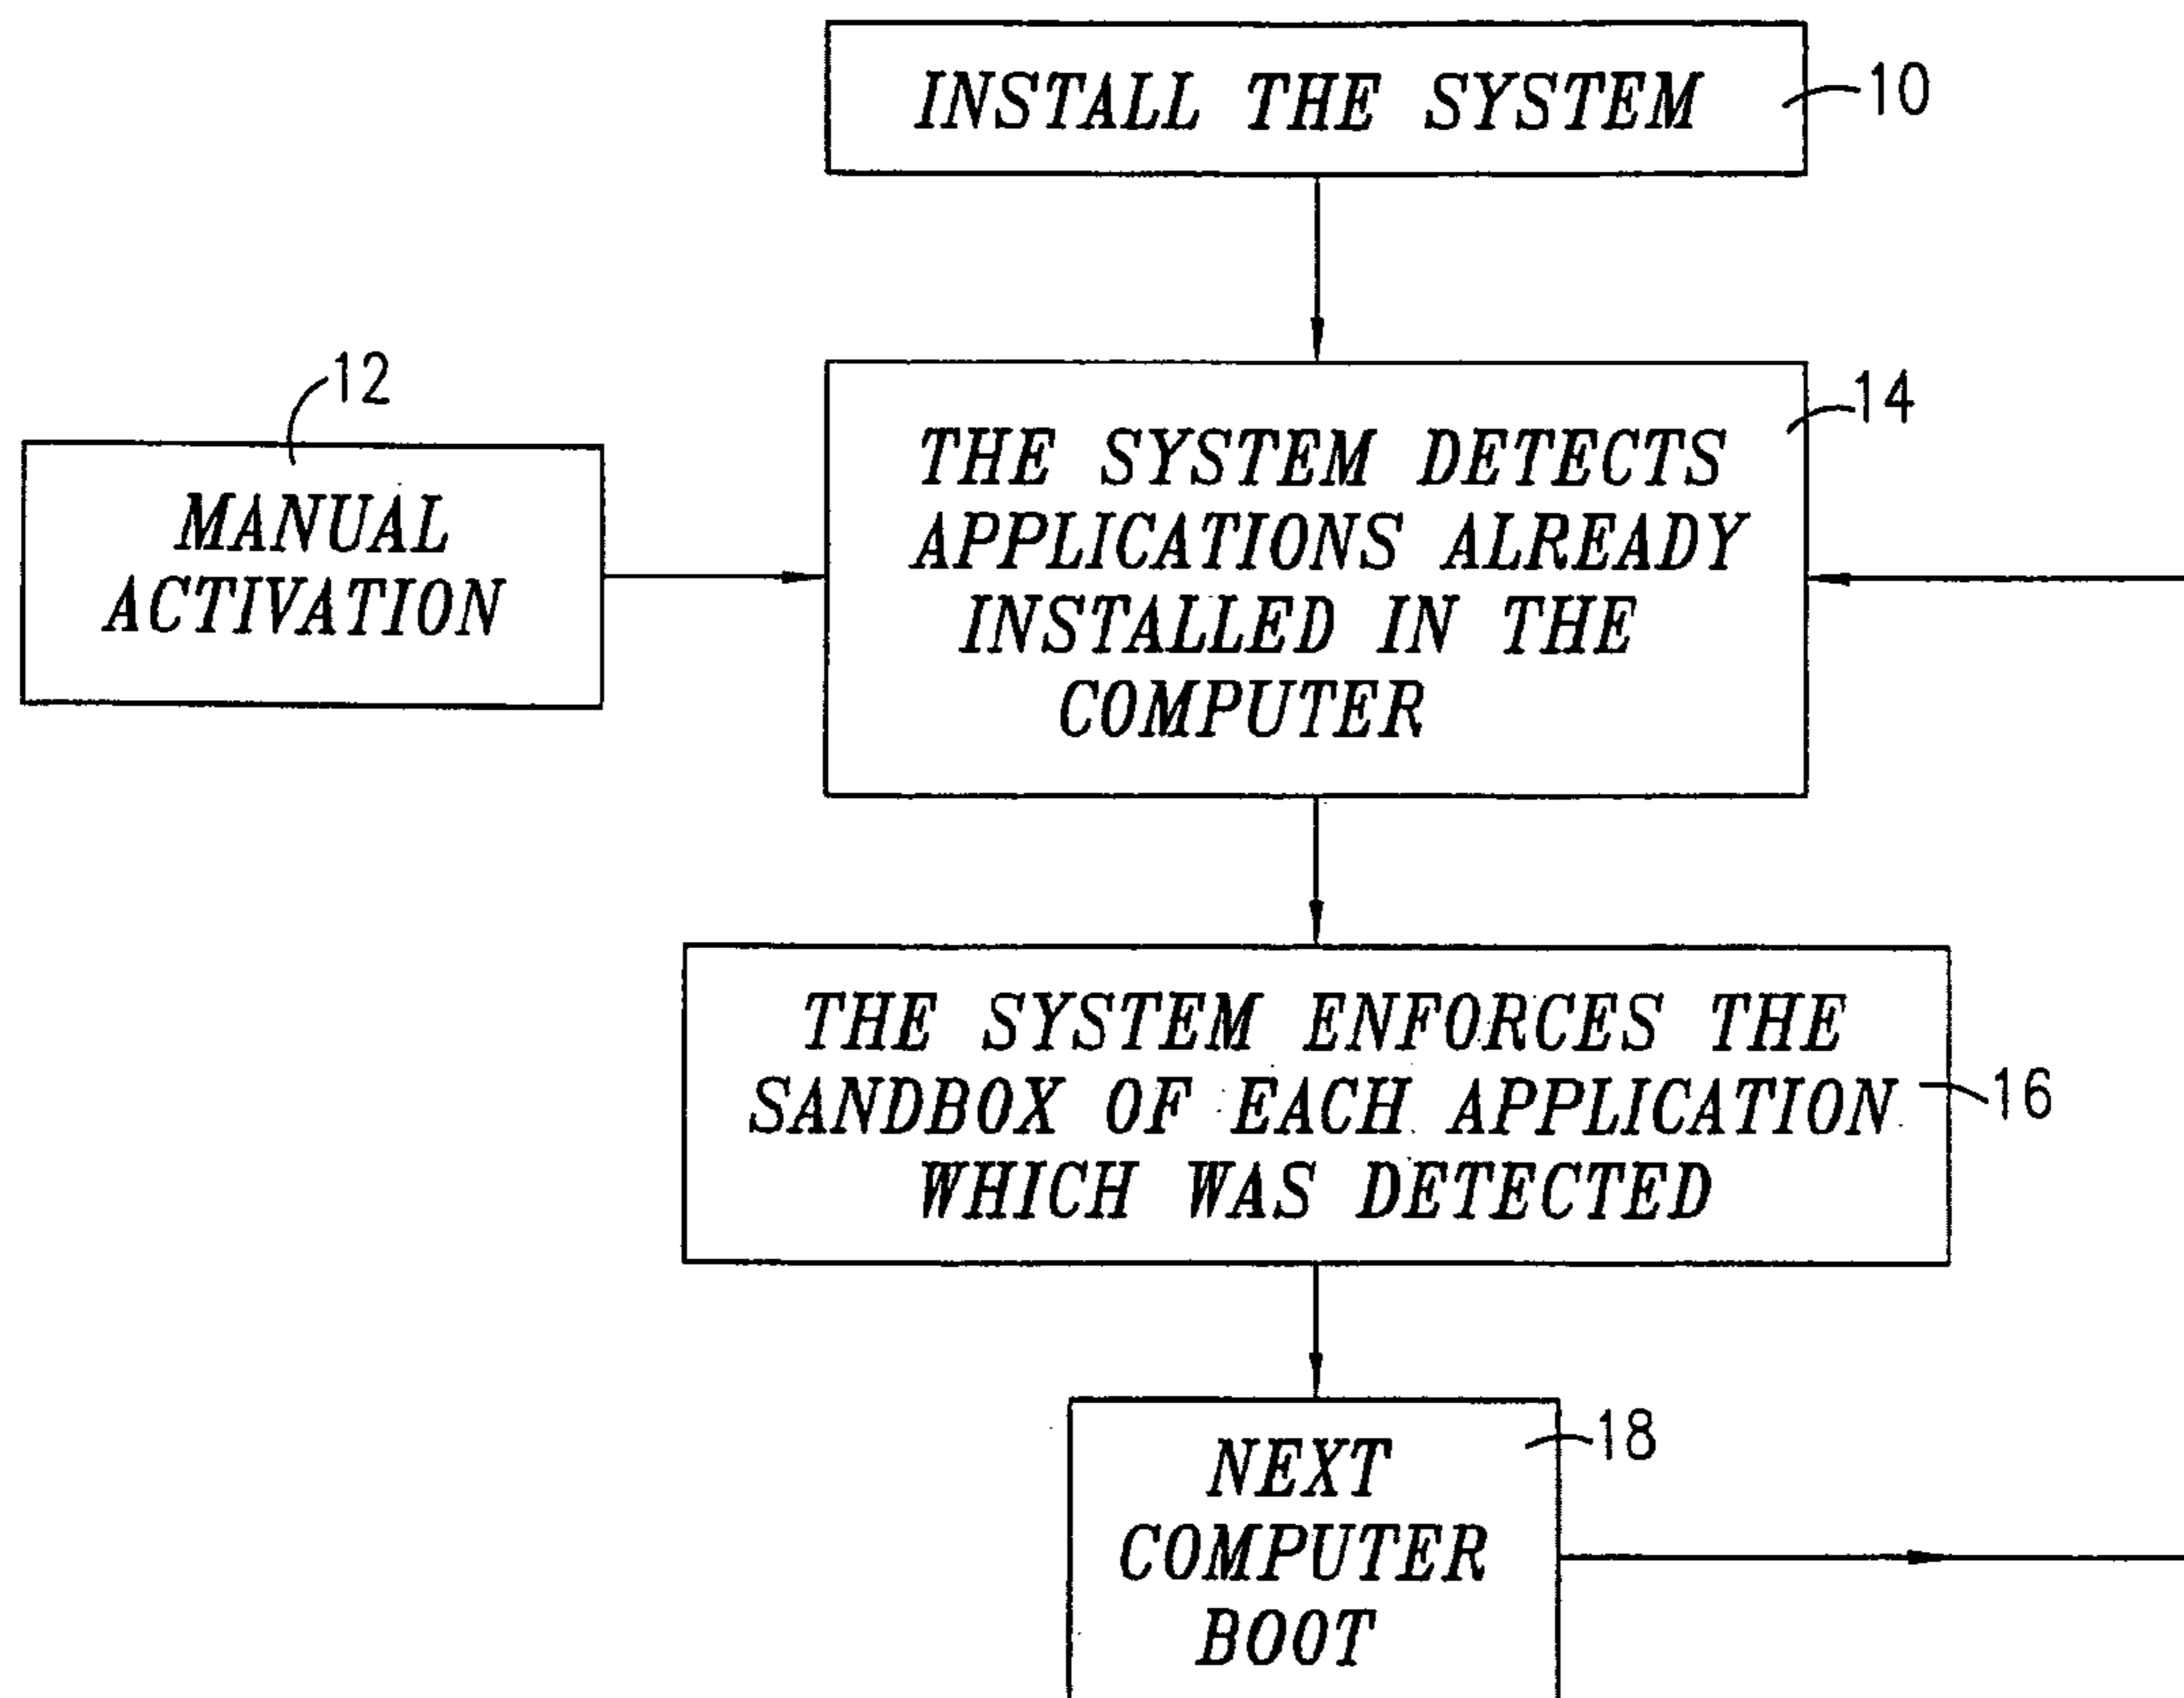 INSTALL THE SYSTEM
10
12
MANUAL
ACTIVATION
14
THE SYSTEM DETECTS
APPLICATIONS ALREADY
INSTALLED IN THE
COMPUTER
THE SYSTEM ENFORCES THE
SANDBOX OF EACH APPLICATION
WHICH WAS DETECTED
16
18
NEXT
COMPUTER
BOOT